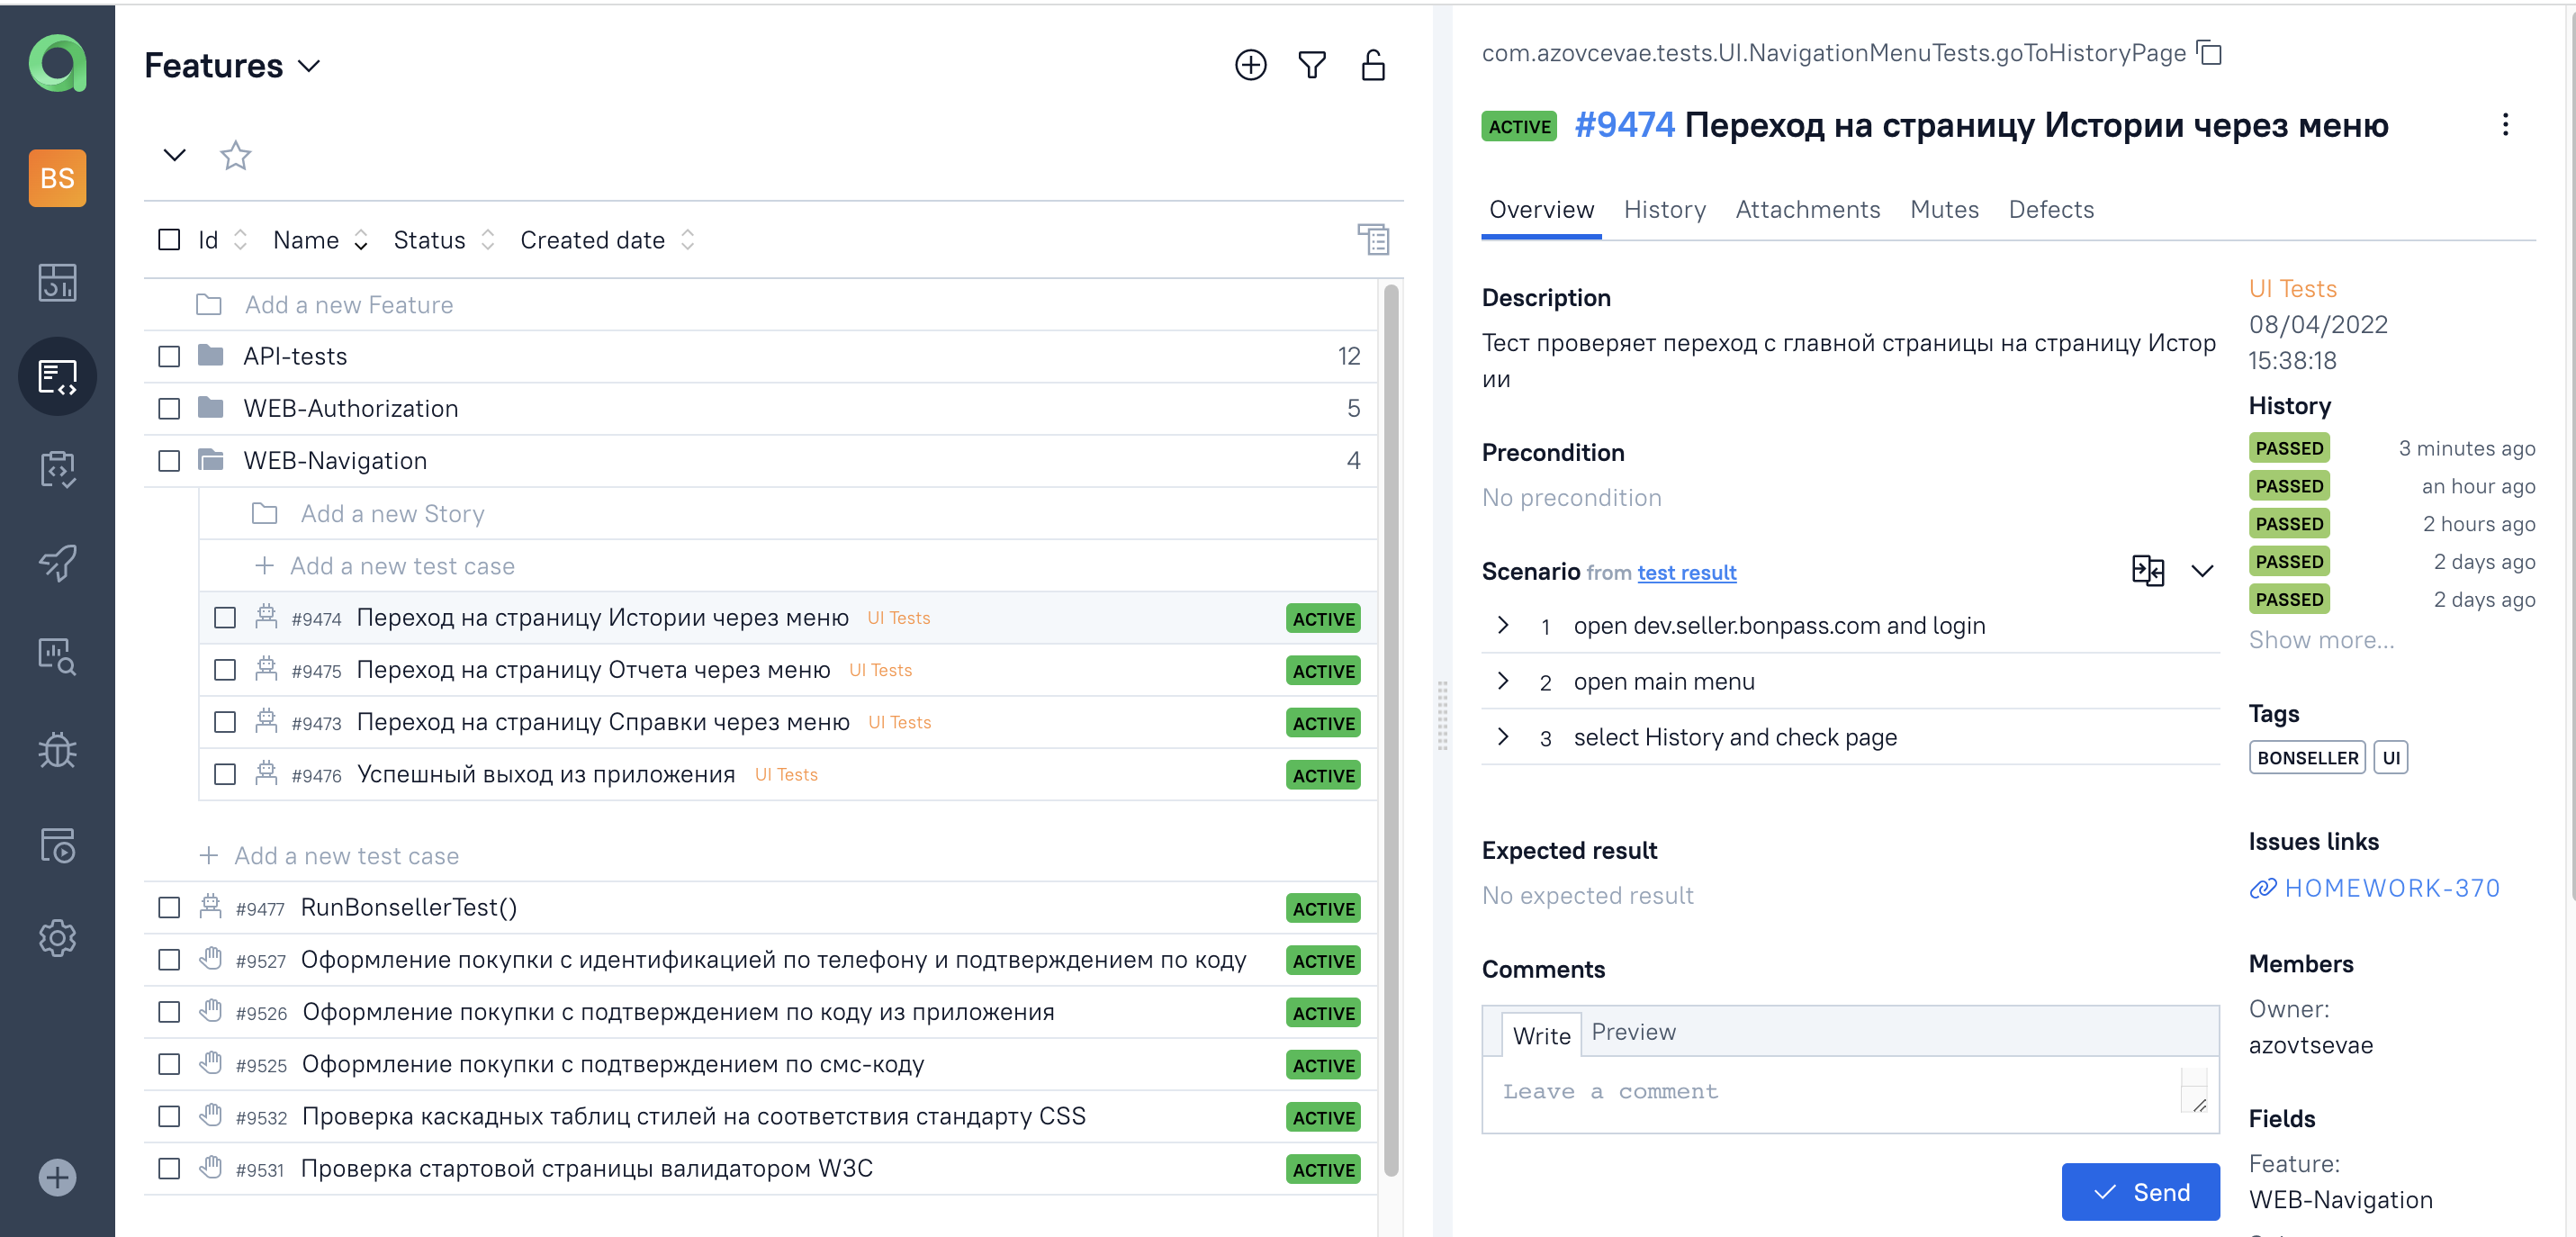 BS
Features
Id Name Status Created date
Add a new Feature
API-tests 12
WEB-Authorization 5
WEB-Navigation 4
Add a new Story
Add a new test case
#9474 Переход на страницу Истории через меню UI Tests ACTIVE
#9475 Переход на страницу Отчета через меню UI Tests ACTIVE
#9473 Переход на страницу Справки через меню UI Tests ACTIVE
#9476 Успешный выход из приложения UI Tests ACTIVE
Add a new test case
#9477 RunBonsellerTest() ACTIVE
#9527 Оформление покупки с идентификацией по телефону и подтверждением по коду ACTIVE
#9526 Оформление покупки с подтверждением по коду из приложения ACTIVE
#9525 Оформление покупки с подтверждением по смс-коду ACTIVE
#9532 Проверка каскадных таблиц стилей на соответствия стандарту CSS ACTIVE
#9531 Проверка стартовой страницы валидатором W3C ACTIVE
com.azovcevae.tests.UI.NavigationMenuTests.goToHistoryPage
ACTIVE #9474 Переход на страницу Истории через меню
Overview History Attachments Mutes Defects
Description
Тест проверяет переход с главной страницы на страницу Истор
ии
Precondition
No precondition
Scenario from test result
1 open dev.seller.bonpass.com and login
2 open main menu
3 select History and check page
Expected result
No expected result
Comments
Write Preview
Leave a comment
Send
UI Tests
08/04/2022
15:38:18
History
PASSED 3 minutes ago
PASSED an hour ago
PASSED 2 hours ago
PASSED 2 days ago
PASSED 2 days ago
Show more...
Tags
BONSELLER UI
Issues links
HOMEWORK-370
Members
Owner:
azovtsevae
Fields
Feature:
WEB-Navigation